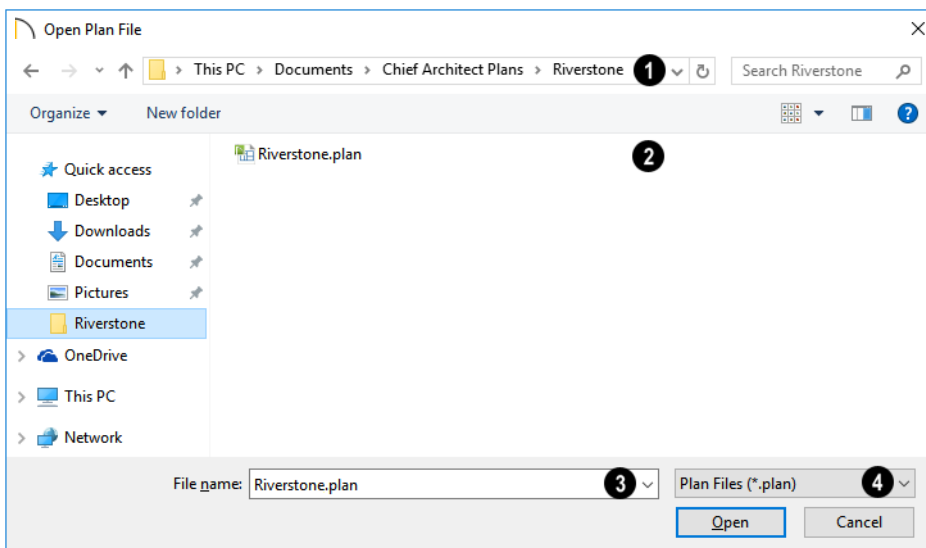 Open Plan File
This PC > Documents > Chief Architect Plans > Riverstone 1 Search Riverstone
Organize New folder ?
Riverstone.plan 2
Quick access
Desktop
Downloads
Documents
Pictures
Riverstone
> OneDrive
> This PC
> Network
File name: Riverstone.plan 3 Plan Files (*.plan) 4
Open Cancel